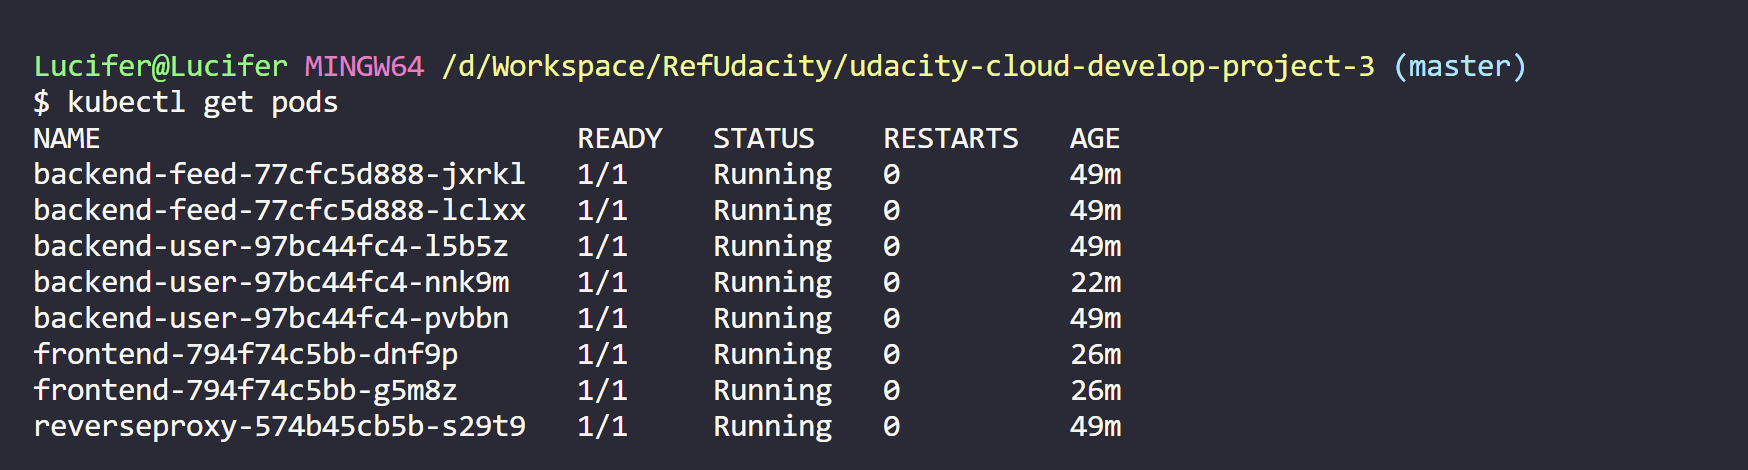 Lucifer@Lucifer MINGW64 /d/Workspace/RefUdacity/udacity-cloud-develop-project-3 (master)
$ kubectl get pods
NAME                            READY   STATUS    RESTARTS   AGE
backend-feed-77cfc5d888-jxrkl   1/1     Running   0          49m
backend-feed-77cfc5d888-lclxx   1/1     Running   0          49m
backend-user-97bc44fc4-l5b5z    1/1     Running   0          49m
backend-user-97bc44fc4-nnk9m    1/1     Running   0          22m
backend-user-97bc44fc4-pvbbn    1/1     Running   0          49m
frontend-794f74c5bb-dnf9p       1/1     Running   0          26m
frontend-794f74c5bb-g5m8z       1/1     Running   0          26m
reverseproxy-574b45cb5b-s29t9   1/1     Running   0          49m